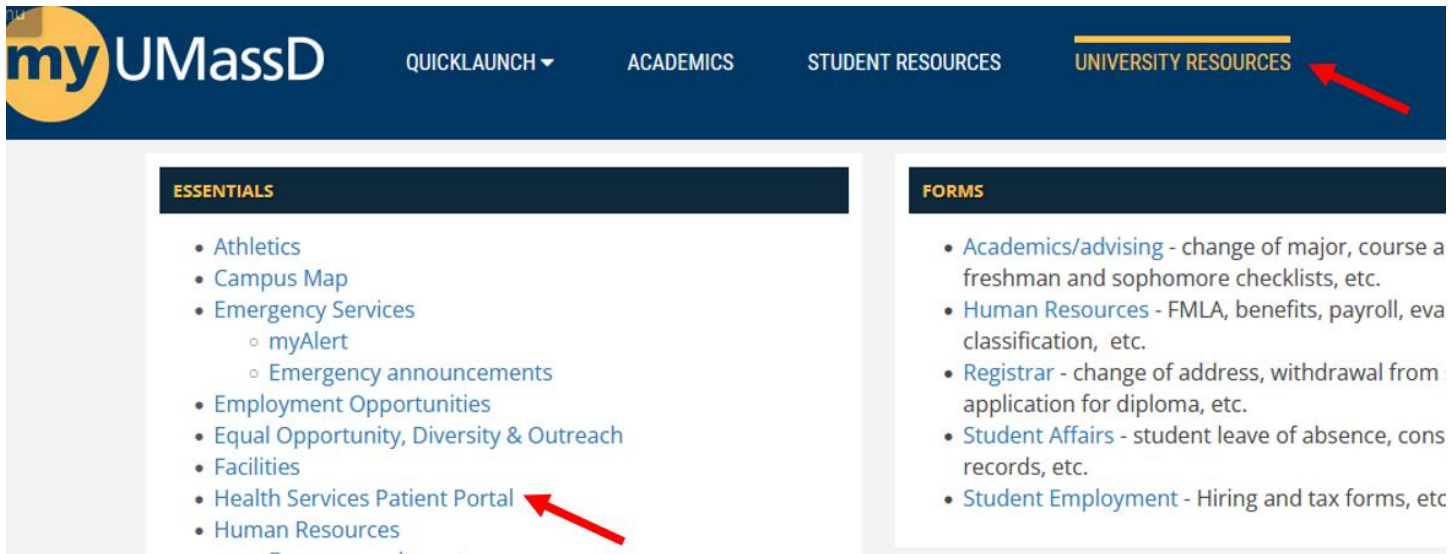 nu
my UMassD
QUICKLAUNCH
ACADEMICS
STUDENT RESOURCES
UNIVERSITY RESOURCES
ESSENTIALS
• Athletics
• Campus Map
• Emergency Services
◦ myAlert
◦ Emergency announcements
• Employment Opportunities
• Equal Opportunity, Diversity & Outreach
• Facilities
• Health Services Patient Portal
• Human Resources
FORMS
• Academics/advising - change of major, course a
freshman and sophomore checklists, etc.
• Human Resources - FMLA, benefits, payroll, eva
classification, etc.
• Registrar - change of address, withdrawal from
application for diploma, etc.
• Student Affairs - student leave of absence, cons
records, etc.
• Student Employment - Hiring and tax forms, etc